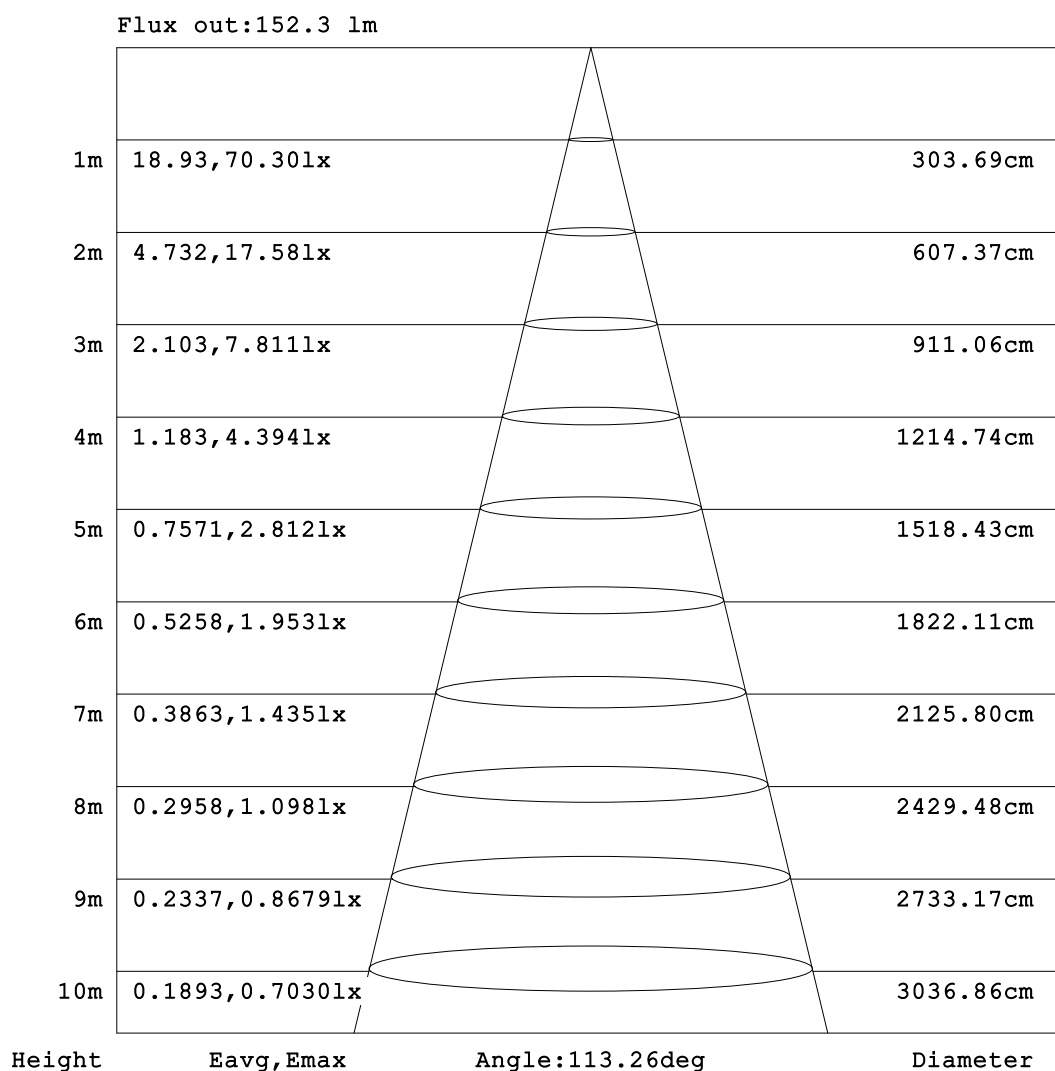 Flux out:152.3 lm
1m 18.93,70.30lx 303.69cm
2m 4.732,17.58lx 607.37cm
3m 2.103,7.811lx 911.06cm
4m 1.183,4.394lx 1214.74cm
5m 0.7571,2.812lx 1518.43cm
6m 0.5258,1.953lx 1822.11cm
7m 0.3863,1.435lx 2125.80cm
8m 0.2958,1.098lx 2429.48cm
9m 0.2337,0.8679lx 2733.17cm
10m 0.1893,0.7030lx 3036.86cm
Height Eavg,Emax Angle:113.26deg Diameter